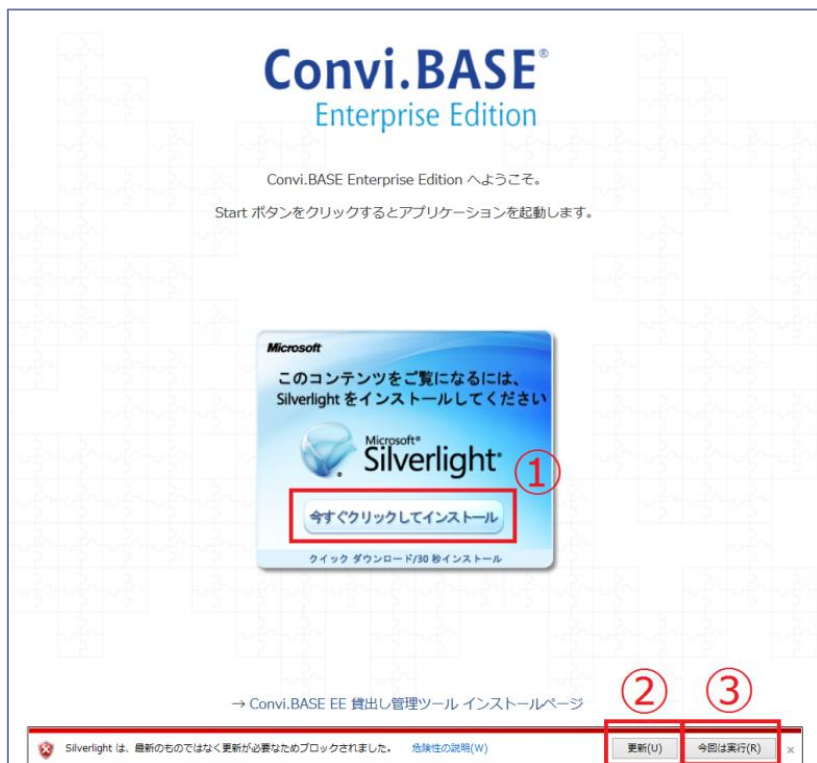 Convi.BASE®
Enterprise Edition
Convi.BASE Enterprise Edition へようこそ。
Start ボタンをクリックするとアプリケーションを起動します。
Microsoft
このコンテンツをご覧になるには、
Silverlight をインストールしてください
Microsoft®
Silverlight
①
今すぐクリックしてインストール
クイック ダウンロード/30 秒インストール
→ Convi.BASE EE 貸出し管理ツール インストールページ
② ③
Silverlight は、最新のものではなく更新が必要なためブロックされました。 危険性の説明(W) 更新(U) 今回は実行(R) ×